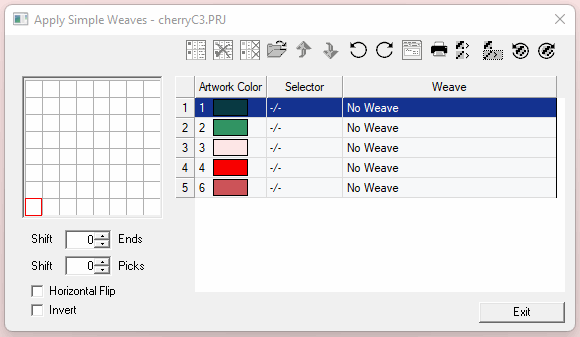 Apply Simple Weaves - cherryC3.PRJ
Artwork Color Selector Weave
1 1 -/- No Weave
2 2 -/- No Weave
3 3 -/- No Weave
4 4 -/- No Weave
5 6 -/- No Weave
Shift 0 Ends
Shift 0 Picks
Horizontal Flip
Invert
Exit